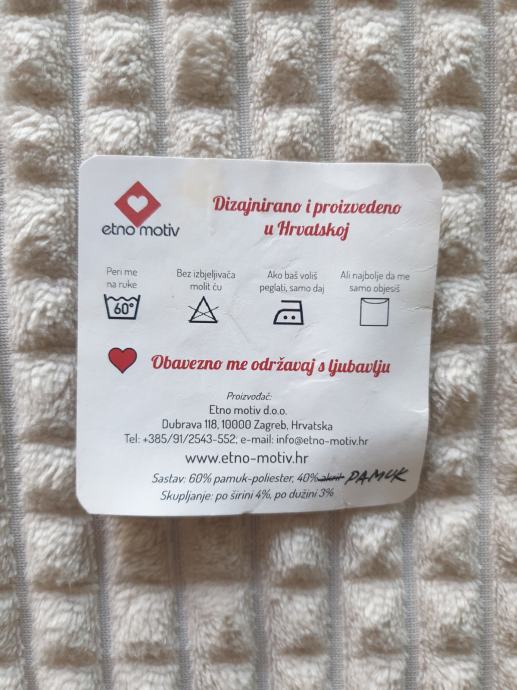 etno motiv
Dizajnirano i proizvedeno
u Hrvatskoj
Peri me
na ruke
60°
Bez izbjeljivača
molit ću
Ako baš voliš
peglati, samo daj
Ali najbolje da me
samo objesiš
Obavezno me održavaj s ljubavlju
Proizvođač:
Etno motiv d.o.o.
Dubrava 118, 10000 Zagreb, Hrvatska
Tel: +385/91/2543-552, e-mail: info@etno-motiv.hr
www.etno-motiv.hr
Sastav: 60% pamuk-poliester, 40% akril PAMUK
Skupljanje: po širini 4%, po dužini 3%